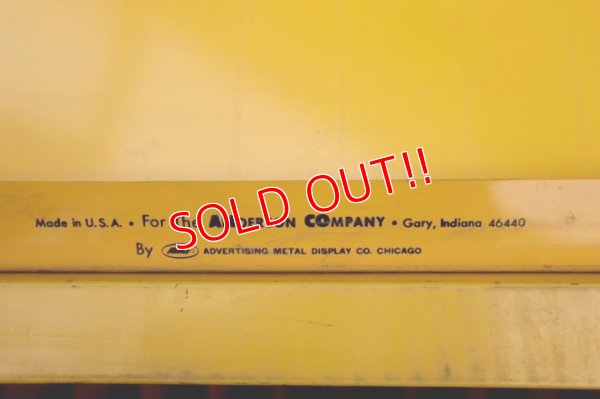 SOLD OUT!!
Made in U.S.A. • For The ANDERSON COMPANY • Gary, Indiana 46440
By ADVERTISING METAL DISPLAY CO. CHICAGO